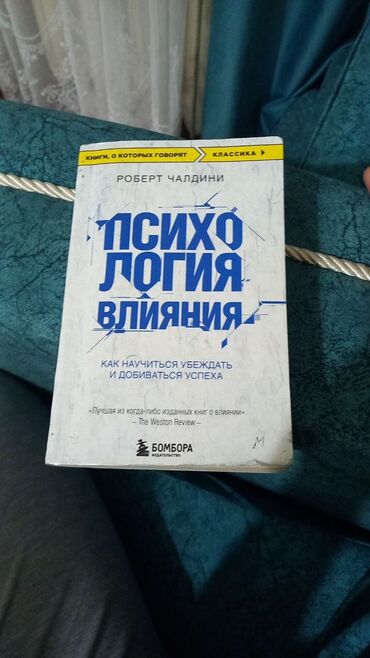 КНИГИ, О КОТОРЫХ ГОВОРЯТ КЛАССИКА
РОБЕРТ ЧАЛДИНИ
ПСИХО
ЛОГИЯ
ВЛИЯНИЯ
КАК НАУЧИТЬСЯ УБЕЖДАТЬ
И ДОБИВАТЬСЯ УСПЕХА
«Лучшая из когда-либо изданных книг о влиянии»
– The Weston Review –
БОМБОРА
ИЗДАТЕЛЬСТВО
М